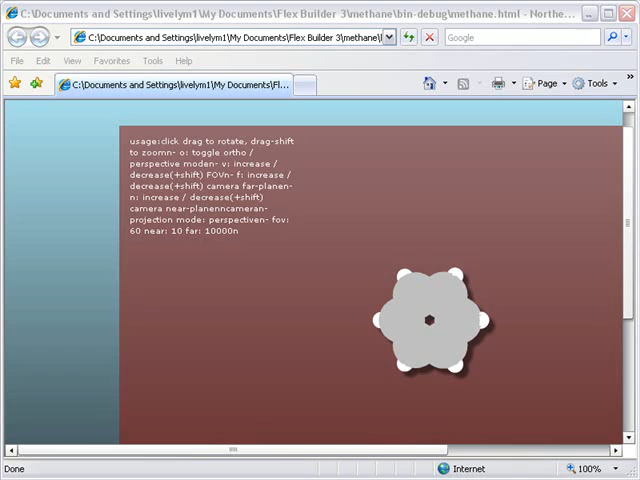 C:\Documents and Settings\livelym1\My Documents\Flex Builder 3\methane\bin-debug\methane.html - Northe...
C:\Documents and Settings\livelym1\My Documents\Flex Builder 3\methane\
Google
File Edit View Favorites Tools Help
C:\Documents and Settings\livelym1\My Documents\Fl...
Page Tools
usage:click drag to rotate, drag-shift
to zoomn- o: toggle ortho /
perspective moden- v: increase /
decrease(+shift) FOVn- f: increase /
decrease(+shift) camera far-planen-
n: increase / decrease(+shift)
camera near-planenncameran-
projection mode: perspectiven- fov:
60 near: 10 far: 10000n
Done
Internet
100%